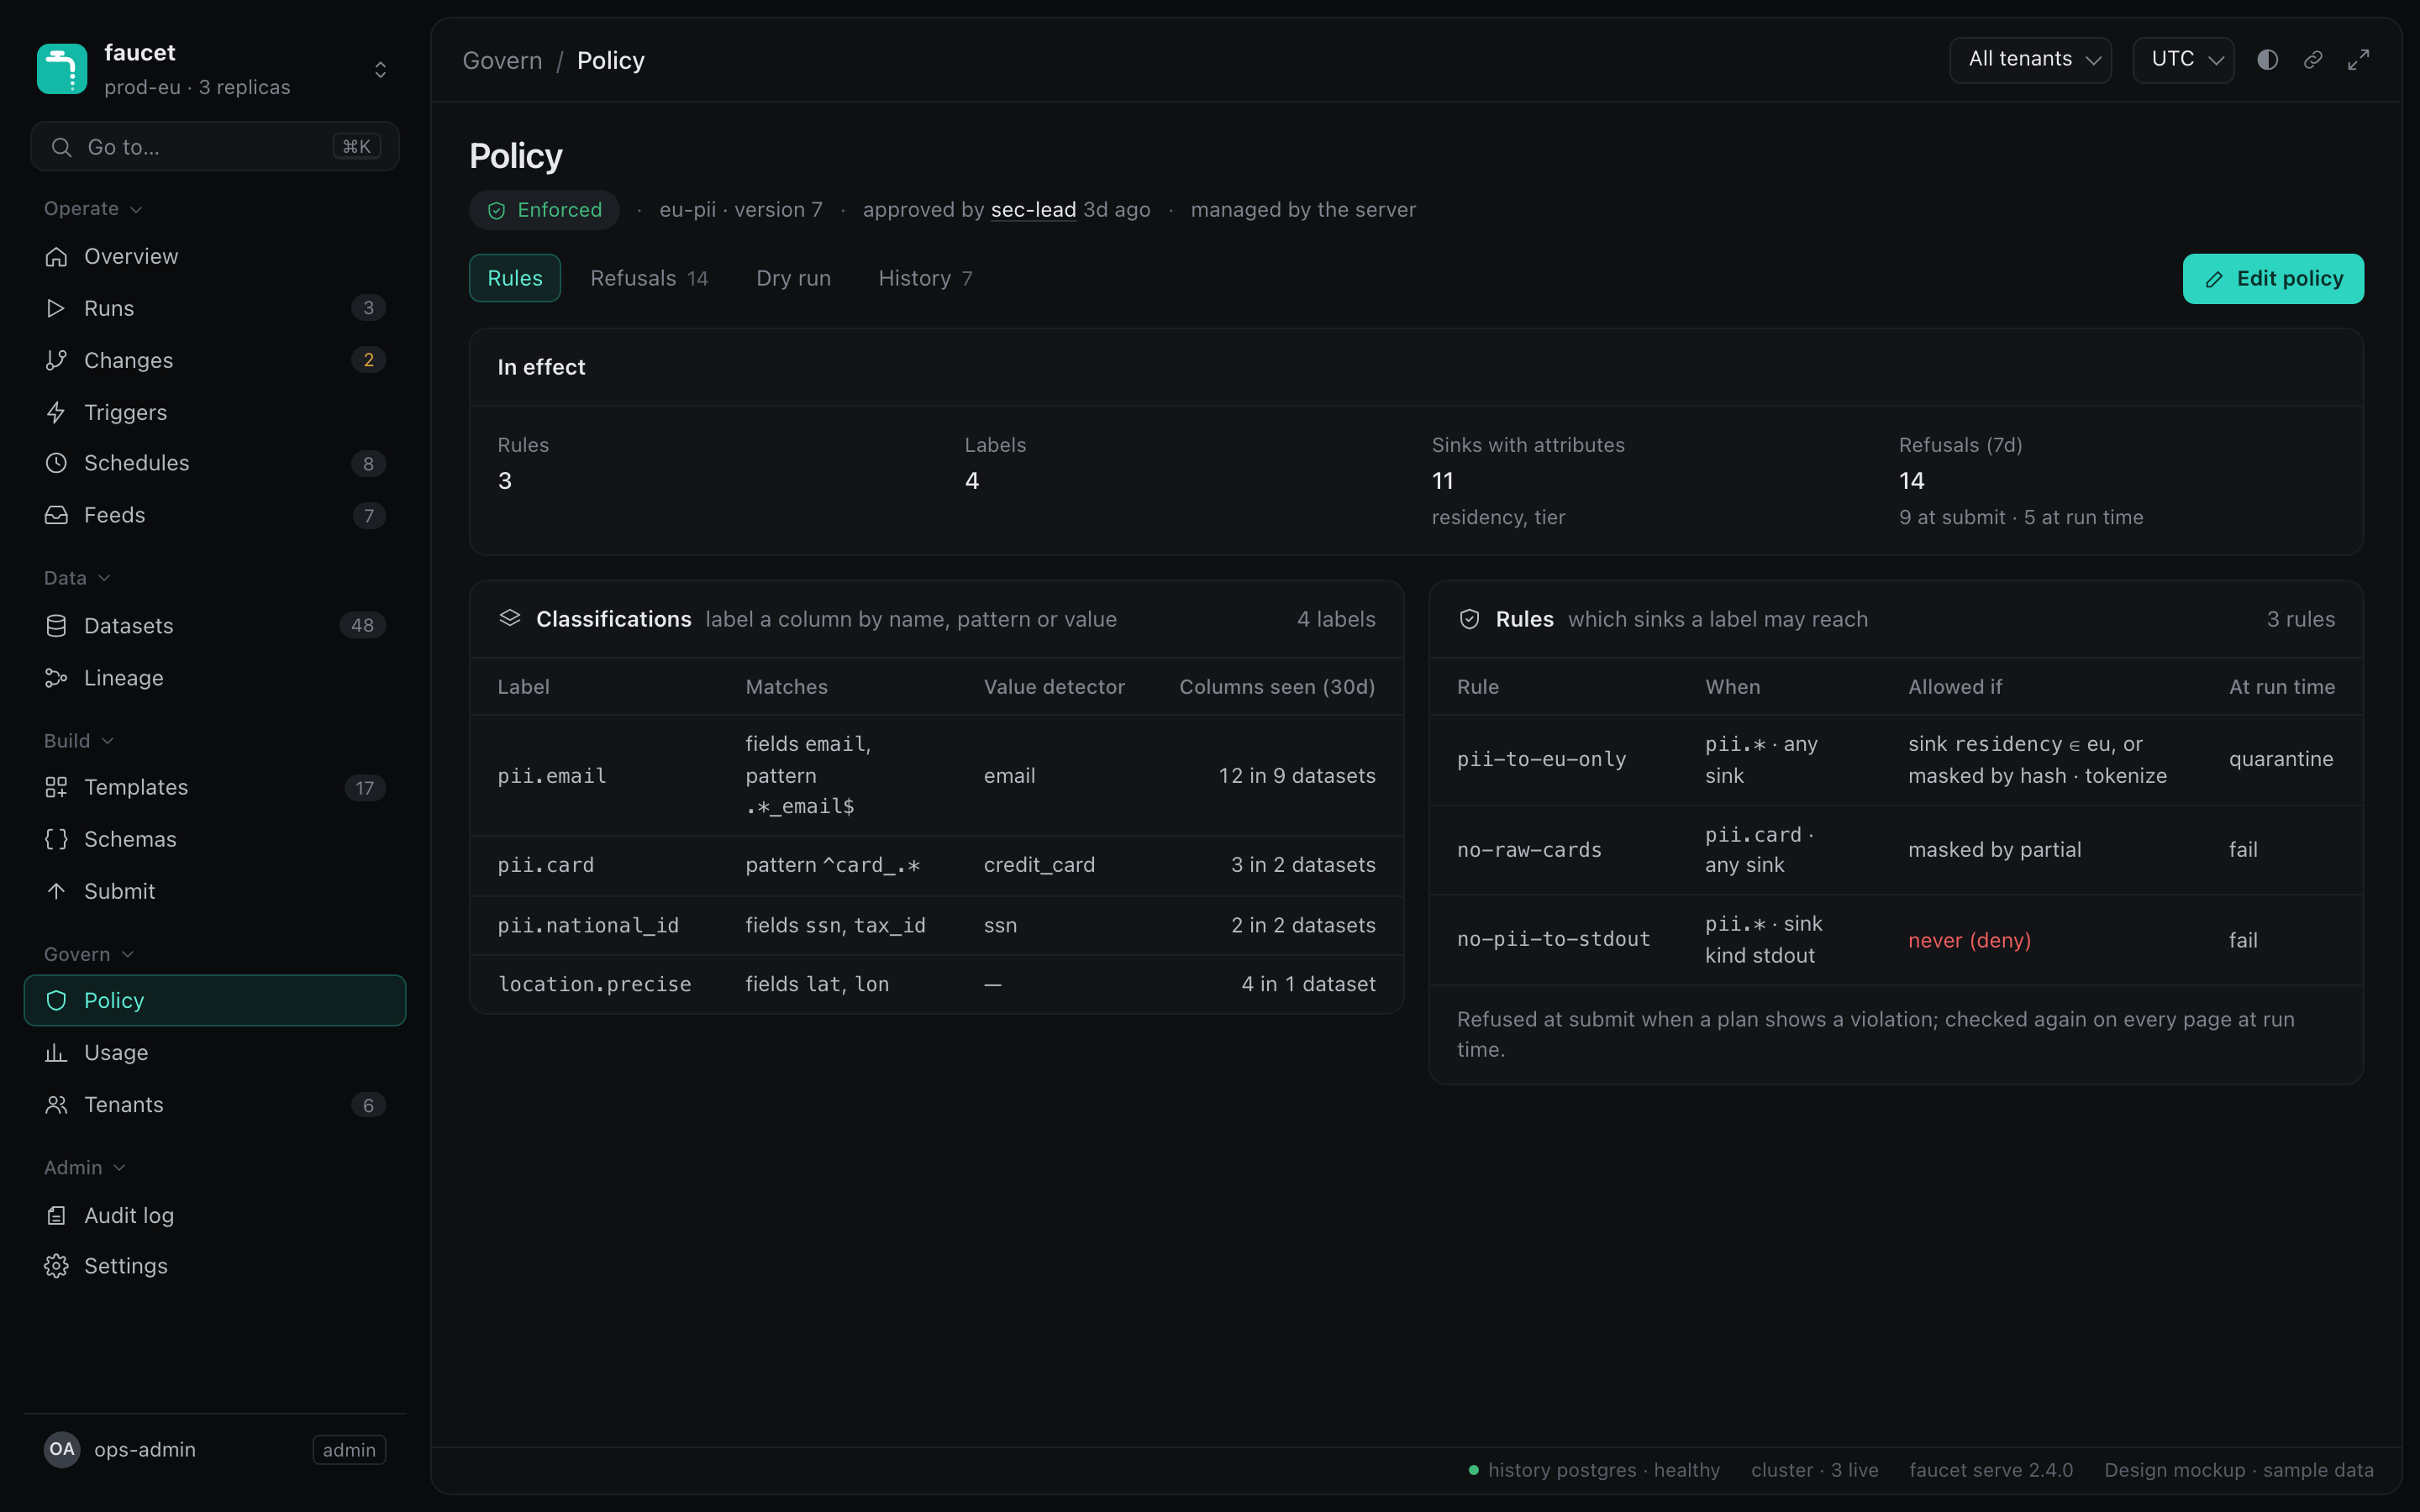 faucet
prod-eu · 3 replicas
Go to...
⌘K
Operate
Overview
Runs 3
Changes 2
Triggers
Schedules 8
Feeds 7
Data
Datasets 48
Lineage
Build
Templates 17
Schemas
Submit
Govern
Policy
Usage
Tenants 6
Admin
Audit log
Settings
OA ops-admin admin
Govern / Policy
All tenants
UTC
Policy
Enforced · eu-pii · version 7 · approved by sec-lead 3d ago · managed by the server
Rules
Refusals 14
Dry run
History 7
Edit policy
In effect
Rules
3
Labels
4
Sinks with attributes
11
residency, tier
Refusals (7d)
14
9 at submit · 5 at run time
Classifications label a column by name, pattern or value 4 labels
Label Matches Value detector Columns seen (30d)
pii.email
fields email,
pattern
.*_email$
email
12 in 9 datasets
pii.card pattern ^card_.* credit_card 3 in 2 datasets
pii.national_id fields ssn, tax_id ssn 2 in 2 datasets
location.precise fields lat, lon — 4 in 1 dataset
Rules which sinks a label may reach 3 rules
Rule When Allowed if At run time
pii-to-eu-only
pii.* · any
sink
sink residency ∈ eu, or
masked by hash · tokenize
quarantine
no-raw-cards
pii.card ·
any sink
masked by partial
fail
no-pii-to-stdout
pii.* · sink
kind stdout
never (deny)
fail
Refused at submit when a plan shows a violation; checked again on every page at run
time.
history postgres · healthy
cluster · 3 live
faucet serve 2.4.0
Design mockup · sample data